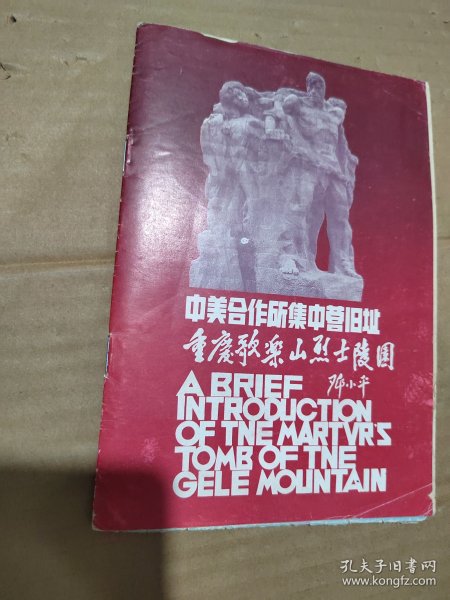 中美合作所集中营旧址
重庆歌乐山烈士陵园
邓小平
A BRIEF
INTRODUCTION
OF TNE MARTVR'S
TOMB OF TNE
GELE MOUNTAIN
孔夫子旧书网
www.kongfz.com